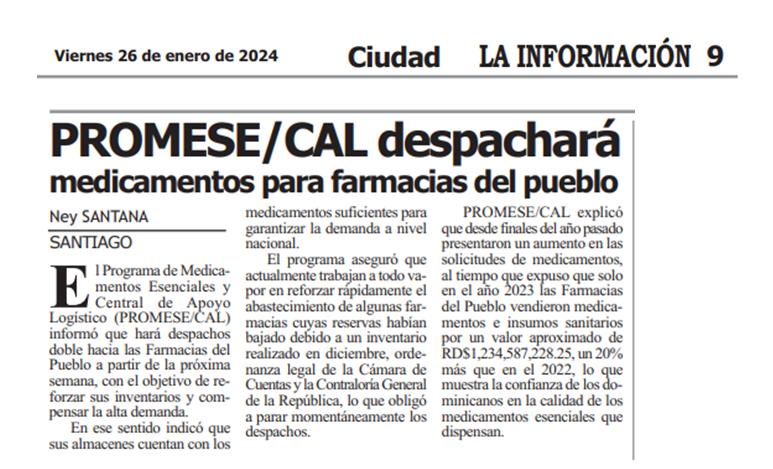 Viernes 26 de enero de 2024
Ciudad
LA INFORMACIÓN 9
PROMESE/CAL despachará
medicamentos para farmacias del pueblo
Ney SANTANA
SANTIAGO
El Programa de Medica-
mentos Esenciales y
Central de Apoyo
Logístico (PROMESE/CAL)
informó que hará despachos
doble hacia las Farmacias del
Pueblo a partir de la próxima
semana, con el objetivo de re-
forzar sus inventarios y com-
pensar la alta demanda.
En ese sentido indicó que
sus almacenes cuentan con los
medicamentos suficientes para
garantizar la demanda a nivel
nacional.
El programa aseguró que
actualmente trabajan a todo va-
por en reforzar rápidamente el
abastecimiento de algunas far-
macias cuyas reservas habían
bajado debido a un inventario
realizado en diciembre, orde-
nanza legal de la Cámara de
Cuentas y la Contraloría General
de la República, lo que obligó
a parar momentáneamente los
despachos.
PROMESE/CAL explicó
que desde finales del año pasado
presentaron un aumento en las
solicitudes de medicamentos,
al tiempo que expuso que solo
en el año 2023 las Farmacias
del Pueblo vendieron medica-
mentos e insumos sanitarios
por un valor aproximado de
RD$1,234,587,228.25, un 20%
más que en el 2022, lo que
muestra la confianza de los do-
minicanos en la calidad de los
medicamentos esenciales que
dispensan.